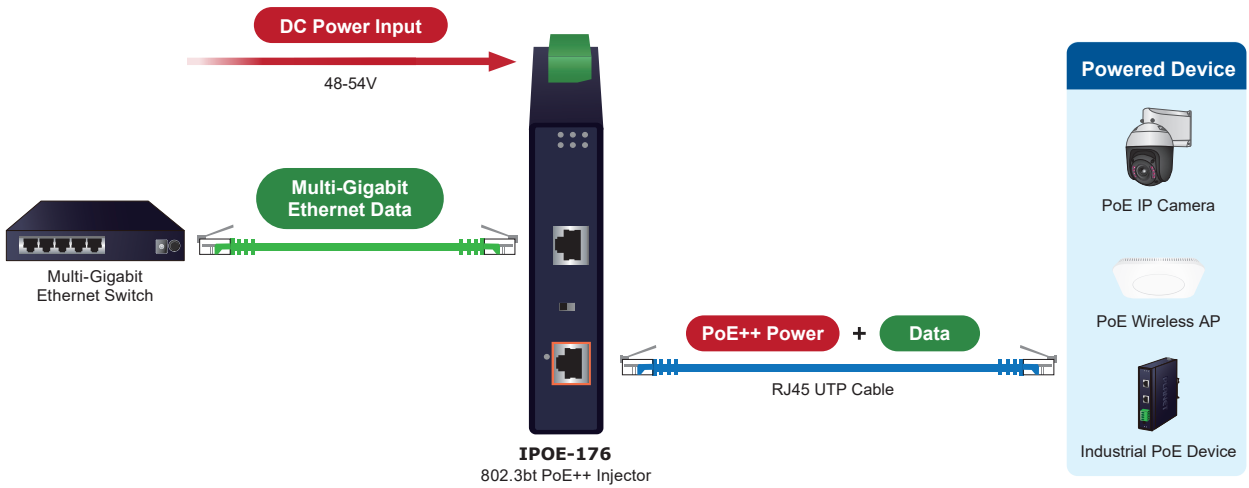 DC Power Input
48-54V
Multi-Gigabit
Ethernet Data
Multi-Gigabit
Ethernet Switch
IPOE-176
802.3bt PoE++ Injector
PoE++ Power + Data
RJ45 UTP Cable
Powered Device
PoE IP Camera
PoE Wireless AP
PLANET
Industrial PoE Device